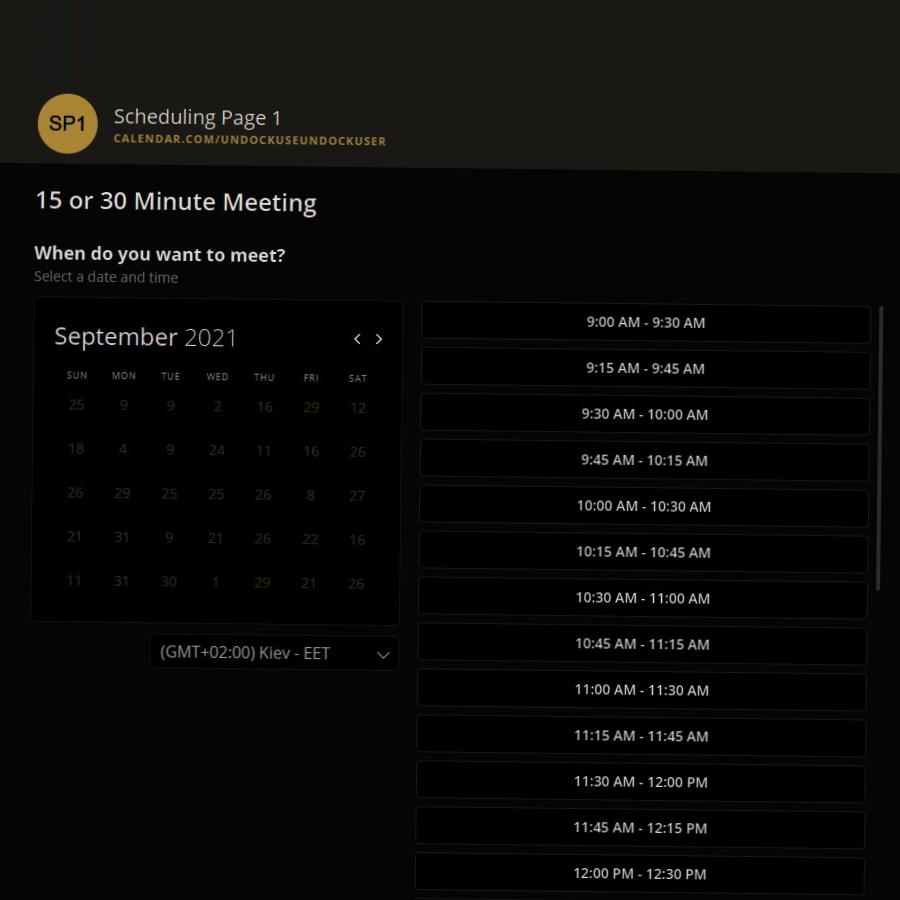 SP1
Scheduling Page 1
CALENDAR.COM/UNDOCKUSEUNDOCKUSER
15 or 30 Minute Meeting
When do you want to meet?
Select a date and time
September 2021
SUN MON TUE WED THU FRI SAT
25 9 9 2 16 29 12
18 4 9 24 11 16 26
26 29 25 25 26 8 27
21 31 9 21 26 22 16
11 31 30 1 29 21 26
(GMT+02:00) Kiev - EET
9:00 AM - 9:30 AM
9:15 AM - 9:45 AM
9:30 AM - 10:00 AM
9:45 AM - 10:15 AM
10:00 AM - 10:30 AM
10:15 AM - 10:45 AM
10:30 AM - 11:00 AM
10:45 AM - 11:15 AM
11:00 AM - 11:30 AM
11:15 AM - 11:45 AM
11:30 AM - 12:00 PM
11:45 AM - 12:15 PM
12:00 PM - 12:30 PM